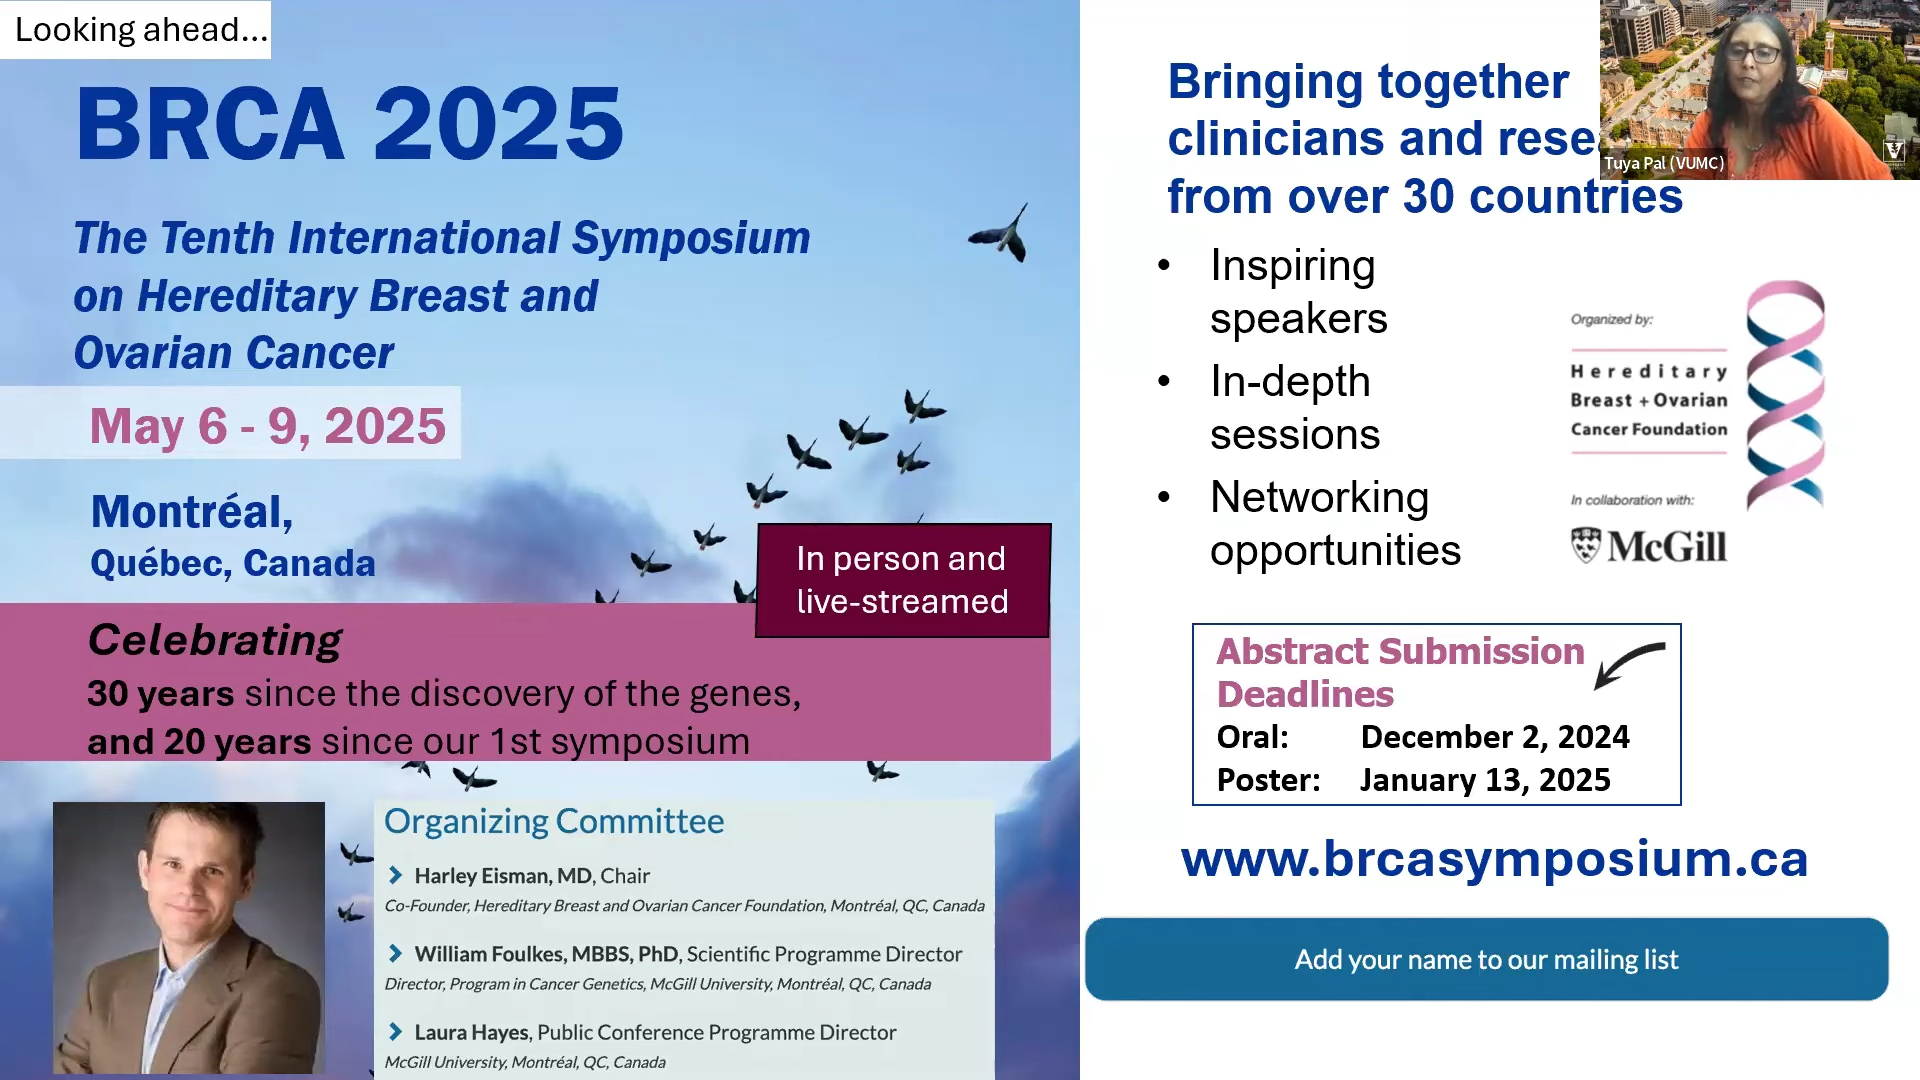 Looking ahead...
BRCA 2025
The Tenth International Symposium
on Hereditary Breast and
Ovarian Cancer
May 6 - 9, 2025
Montréal,
Québec, Canada
In person and
live-streamed
Celebrating
30 years since the discovery of the genes,
and 20 years since our 1st symposium
Organizing Committee
Harley Eisman, MD, Chair
Co-Founder, Hereditary Breast and Ovarian Cancer Foundation, Montréal, QC, Canada
William Foulkes, MBBS, PhD, Scientific Programme Director
Director, Program in Cancer Genetics, McGill University, Montréal, QC, Canada
Laura Hayes, Public Conference Programme Director
McGill University, Montréal, QC, Canada
Bringing together
clinicians and
from over 30 countries
• Inspiring
speakers
• In-depth
sessions
• Networking
opportunities
Organized by:
Hereditary
Breast + Ovarian
Cancer Foundation
In collaboration with:
McGill
Abstract Submission
Deadlines
Oral: December 2, 2024
Poster: January 13, 2025
www.brcasymposium.ca
Add your name to our mailing list
Tuya Pal (VUMC)